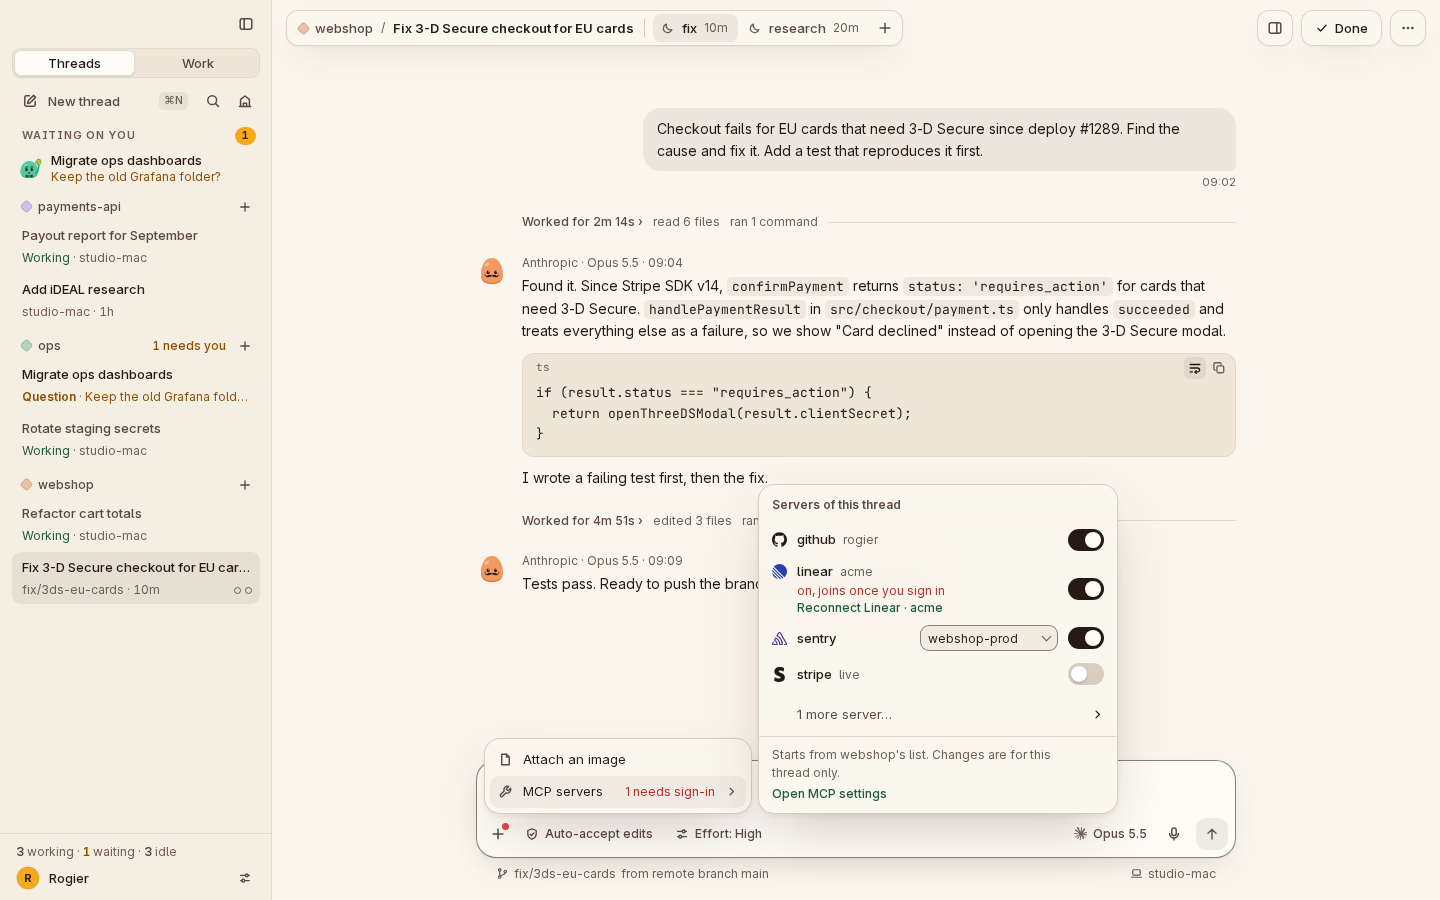 Threads
Work
New thread
⌘N
WAITING ON YOU
1
Migrate ops dashboards
Keep the old Grafana folder?
payments-api
Payout report for September
Working · studio-mac
Add iDEAL research
studio-mac · 1h
ops
1 needs you
Migrate ops dashboards
Question · Keep the old Grafana fold…
Rotate staging secrets
Working · studio-mac
webshop
Refactor cart totals
Working · studio-mac
Fix 3-D Secure checkout for EU car…
fix/3ds-eu-cards · 10m
3 working · 1 waiting · 3 idle
R
Rogier
webshop / Fix 3-D Secure checkout for EU cards
fix 10m
research 20m
Done
Checkout fails for EU cards that need 3-D Secure since deploy #1289. Find the
cause and fix it. Add a test that reproduces it first.
09:02
Worked for 2m 14s › read 6 files ran 1 command
Anthropic · Opus 5.5 · 09:04
Found it. Since Stripe SDK v14, confirmPayment returns status: 'requires_action' for cards that
need 3-D Secure. handlePaymentResult in src/checkout/payment.ts only handles succeeded and
treats everything else as a failure, so we show "Card declined" instead of opening the 3-D Secure modal.
ts
if (result.status === "requires_action") {
return openThreeDSModal(result.clientSecret);
}
I wrote a failing test first, then the fix.
Worked for 4m 51s › edited 3 files ran
Anthropic · Opus 5.5 · 09:09
Tests pass. Ready to push the branc
Servers of this thread
github rogier
linear acme
on, joins once you sign in
Reconnect Linear · acme
sentry
webshop-prod
stripe live
1 more server…
Starts from webshop's list. Changes are for this
thread only.
Open MCP settings
Attach an image
MCP servers
1 needs sign-in
Auto-accept edits
Effort: High
Opus 5.5
fix/3ds-eu-cards from remote branch main
studio-mac